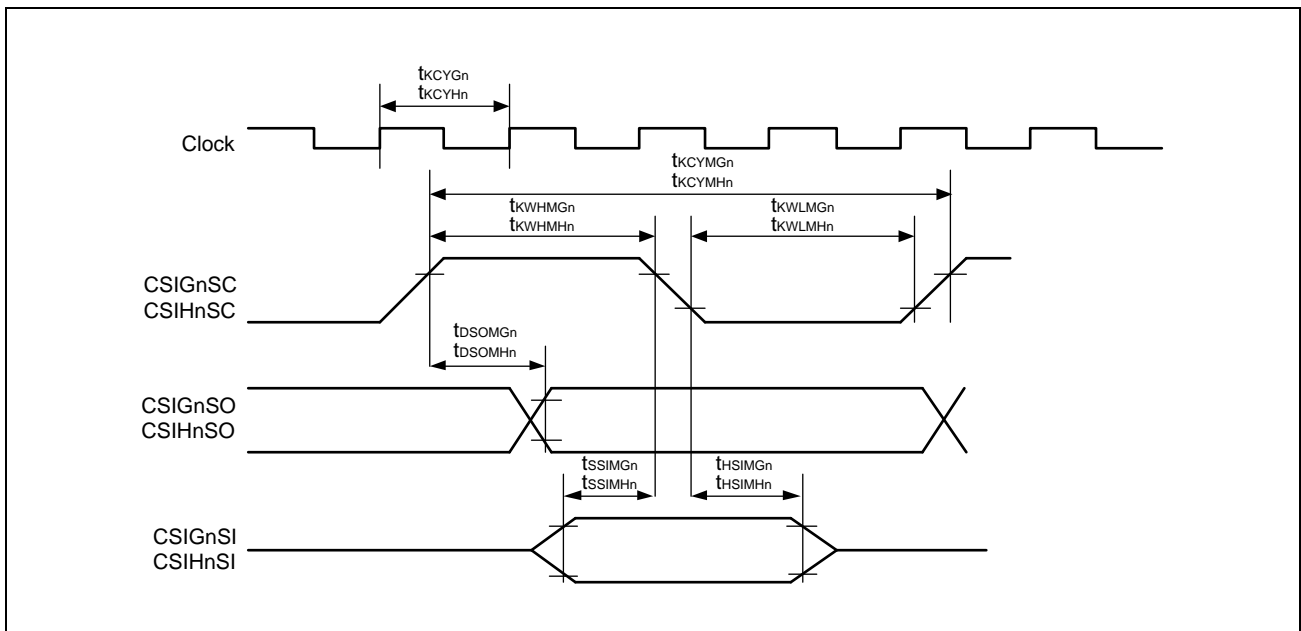 tKCYGn
tKCYHn
Clock
tKCYMGn
tKCYMHn
tKWHMGn
tKWHMHn
tKWLMGn
tKWLMHn
CSIGnSC
CSIHnSC
tDSOMGn
tDSOMHn
CSIGnSO
CSIHnSO
tSSIMGn
tSSIMHn
tHSIMGn
tHSIMHn
CSIGnSI
CSIHnSI